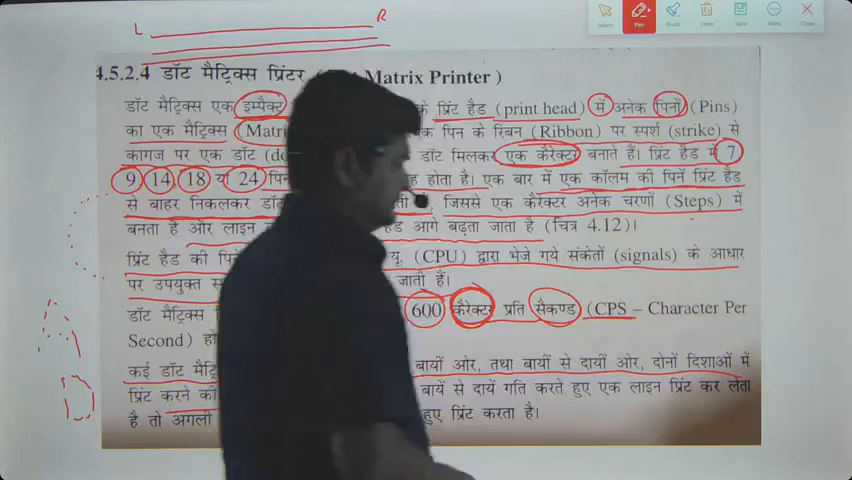 L R
Select Pen Brush Delete Save More Close
4.5.2.4 डॉट मैट्रिक्स प्रिंटर ( Matrix Printer )
डॉट मैट्रिक्स एक इम्पैक्ट के प्रिंट हैड (print head) में अनेक पिनों (Pins)
का एक मैट्रिक्स (Matri पिन के रिबन (Ribbon) पर स्पर्श (strike) से
कागज पर एक डॉट (d डॉट मिलकर एक कैरेक्टर बनाते हैं। प्रिंट हैड में 7,
9, 14, 18 या 24 पिन होता है। एक बार में एक कॉलम की पिनें प्रिंट हैड
से बाहर निकलकर डॉट हैं, जिससे एक कैरेक्टर अनेक चरणों (Steps) में
बनता है और लाइन आगे बढ़ता जाता है (चित्र 4.12)।
प्रिंट हैड की यू. (CPU) द्वारा भेजे गये संकेतों (signals) के आधार
पर उपयुक्त जाती हैं।
डॉट मैट्रिक्स 600 कैरेक्टर प्रति सैकण्ड (CPS – Character Per
Second)
कई डॉट बायीं ओर, तथा बायीं से दायीं ओर, दोनों दिशाओं में
प्रिंट करने की बायें से दायें गति करते हुए एक लाइन प्रिंट कर लेता
है तो अगली हुए प्रिंट करता है।
A
D